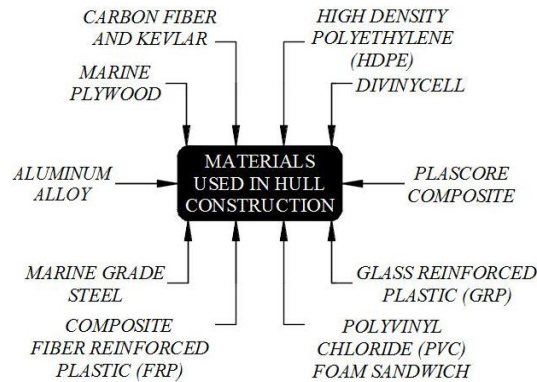 CARBON FIBER
AND KEVLAR
HIGH DENSITY
POLYETHYLENE
(HDPE)
MARINE
PLYWOOD
DIVINYCELL
ALUMINUM
ALLOY
MATERIALS
USED IN HULL
CONSTRUCTION
PLASCORE
COMPOSITE
MARINE GRADE
STEEL
GLASS REINFORCED
PLASTIC (GRP)
COMPOSITE
FIBER REINFORCED
PLASTIC (FRP)
POLYVINYL
CHLORIDE (PVC)
FOAM SANDWICH